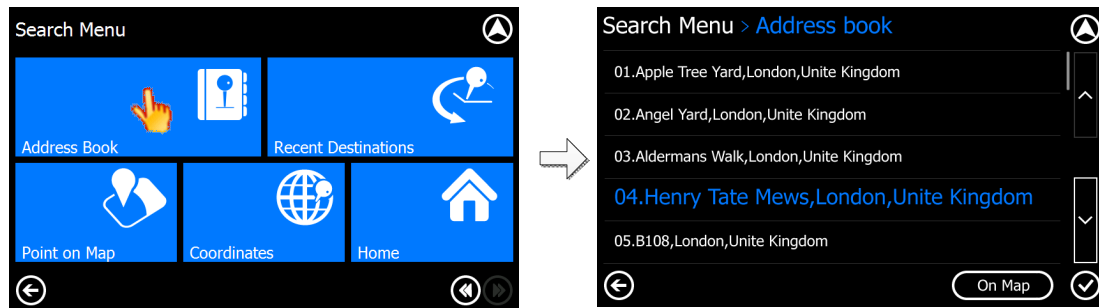 Search Menu
Address Book
Recent Destinations
Point on Map
Coordinates
Home
Search Menu > Address book
01.Apple Tree Yard,London,Unite Kingdom
02.Angel Yard,London,Unite Kingdom
03.Aldermans Walk,London,Unite Kingdom
04.Henry Tate Mews,London,Unite Kingdom
05.B108,London,Unite Kingdom
On Map